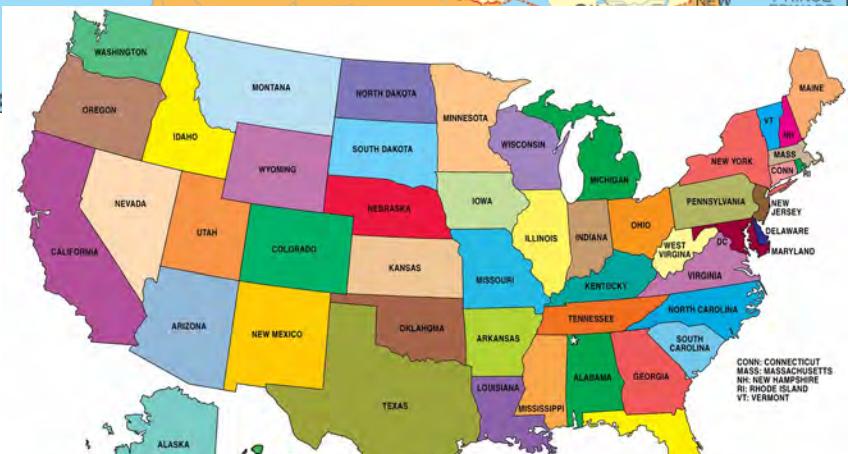 NEW
WASHINGTON
MONTANA
NORTH DAKOTA
MINNESOTA
MAINE
OREGON
IDAHO
VT
NH
WISCONSIN
SOUTH DAKOTA
MASS
NEW YORK
CONN
RI
WYOMING
MICHIGAN
NEVADA
NEBRASKA
IOWA
PENNSYLVANIA
NEW
JERSEY
UTAH
ILLINOIS
INDIANA
OHIO
DELAWARE
DC
WEST
VIRGINA
MARYLAND
CALIFORNIA
COLORADO
KANSAS
MISSOURI
VIRGINIA
KENTUCKY
NORTH CAROLINA
TENNESSEE
ARIZONA
NEW MEXICO
OKLAHOMA
ARKANSAS
SOUTH
CAROLINA
CONN: CONNECTICUT
MASS: MASSACHUSETTS
NH: NEW HAMPSHIRE
RI: RHODE ISLAND
VT: VERMONT
ALABAMA
GEORGIA
LOUISIANA
TEXAS
MISSISSIPPI
ALASKA